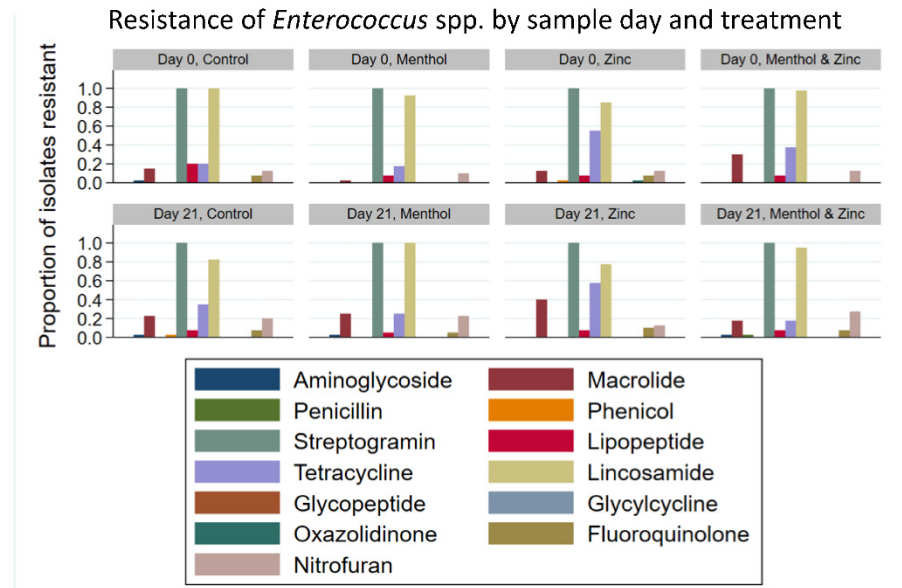 Resistance of Enterococcus spp. by sample day and treatment
Proportion of isolates resistant
Day 0, Control
Day 0, Menthol
Day 0, Zinc
Day 0, Menthol & Zinc
1.0
0.8
0.6
0.4
0.2
0.0
Day 21, Control
Day 21, Menthol
Day 21, Zinc
Day 21, Menthol & Zinc
1.0
0.8
0.6
0.4
0.2
0.0
Aminoglycoside
Macrolide
Penicillin
Phenicol
Streptogramin
Lipopeptide
Tetracycline
Lincosamide
Glycopeptide
Glycylcycline
Oxazolidinone
Fluoroquinolone
Nitrofuran